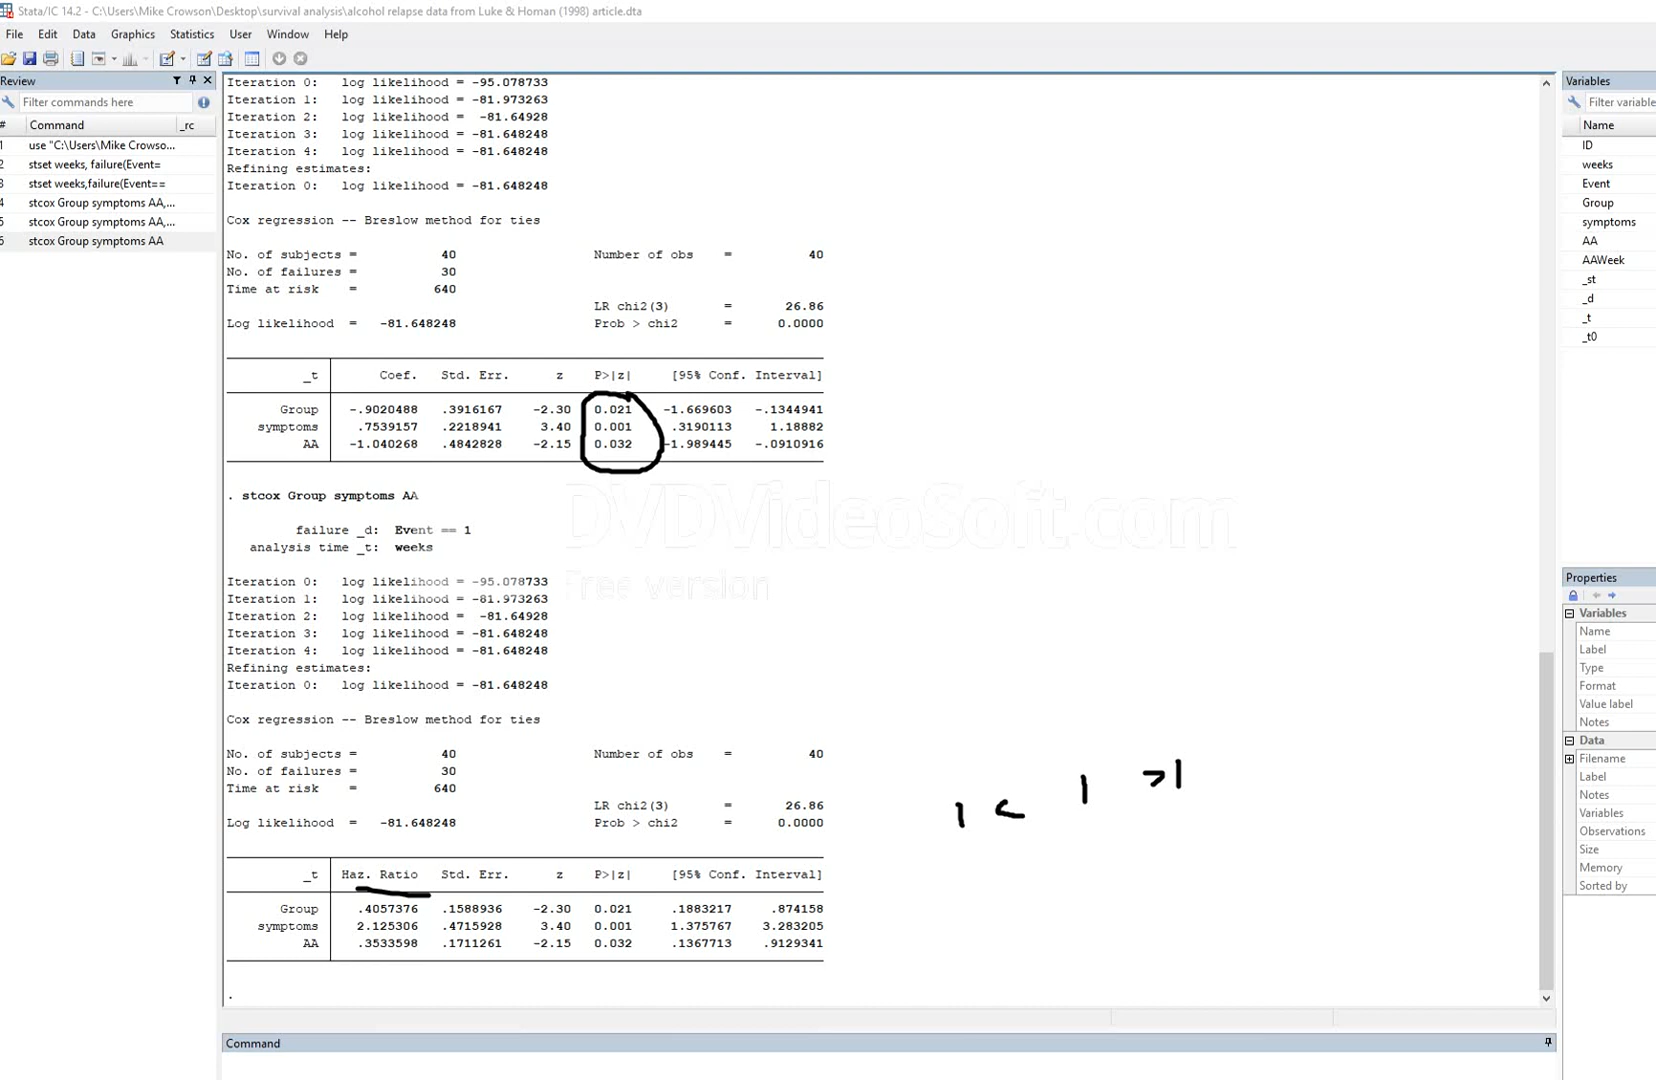 Stata/IC 14.2 - C:\Users\Mike Crowson\Desktop\survival analysis\alcohol relapse data from Luke & Homan (1998) article.dta
File Edit Data Graphics Statistics User Window Help
Review
Filter commands here
# Command _rc
1 use "C:\Users\Mike Crowso...
2 stset weeks, failure(Event=
3 stset weeks,failure(Event==
4 stcox Group symptoms AA,...
5 stcox Group symptoms AA,...
6 stcox Group symptoms AA
Iteration 0: log likelihood = -95.078733
Iteration 1: log likelihood = -81.973263
Iteration 2: log likelihood = -81.64928
Iteration 3: log likelihood = -81.648248
Iteration 4: log likelihood = -81.648248
Refining estimates:
Iteration 0: log likelihood = -81.648248
Cox regression -- Breslow method for ties
No. of subjects = 40 Number of obs = 40
No. of failures = 30
Time at risk = 640
LR chi2(3) = 26.86
Log likelihood = -81.648248 Prob > chi2 = 0.0000
_t Coef. Std. Err. z P>|z| [95% Conf. Interval]
Group -.9020488 .3916167 -2.30 0.021 -1.669603 -.1344941
symptoms .7539157 .2218941 3.40 0.001 .3190113 1.18882
AA -1.040268 .4842828 -2.15 0.032 -1.989445 -.0910916
. stcox Group symptoms AA
failure _d: Event == 1
analysis time _t: weeks
Iteration 0: log likelihood = -95.078733
Iteration 1: log likelihood = -81.973263
Iteration 2: log likelihood = -81.64928
Iteration 3: log likelihood = -81.648248
Iteration 4: log likelihood = -81.648248
Refining estimates:
Iteration 0: log likelihood = -81.648248
Cox regression -- Breslow method for ties
No. of subjects = 40 Number of obs = 40
No. of failures = 30
Time at risk = 640
LR chi2(3) = 26.86
Log likelihood = -81.648248 Prob > chi2 = 0.0000
_t Haz. Ratio Std. Err. z P>|z| [95% Conf. Interval]
Group .4057376 .1588936 -2.30 0.021 .1883217 .874158
symptoms 2.125306 .4715928 3.40 0.001 1.375767 3.283205
AA .3533598 .1711261 -2.15 0.032 .1367713 .9129341
.
DVDVideoSoft.com
Free version
1 < 1 >1
Command
Variables
Filter variable
Name
ID
weeks
Event
Group
symptoms
AA
AAWeek
_st
_d
_t
_t0
Properties
Variables
Name
Label
Type
Format
Value label
Notes
Data
Filename
Label
Notes
Variables
Observations
Size
Memory
Sorted by